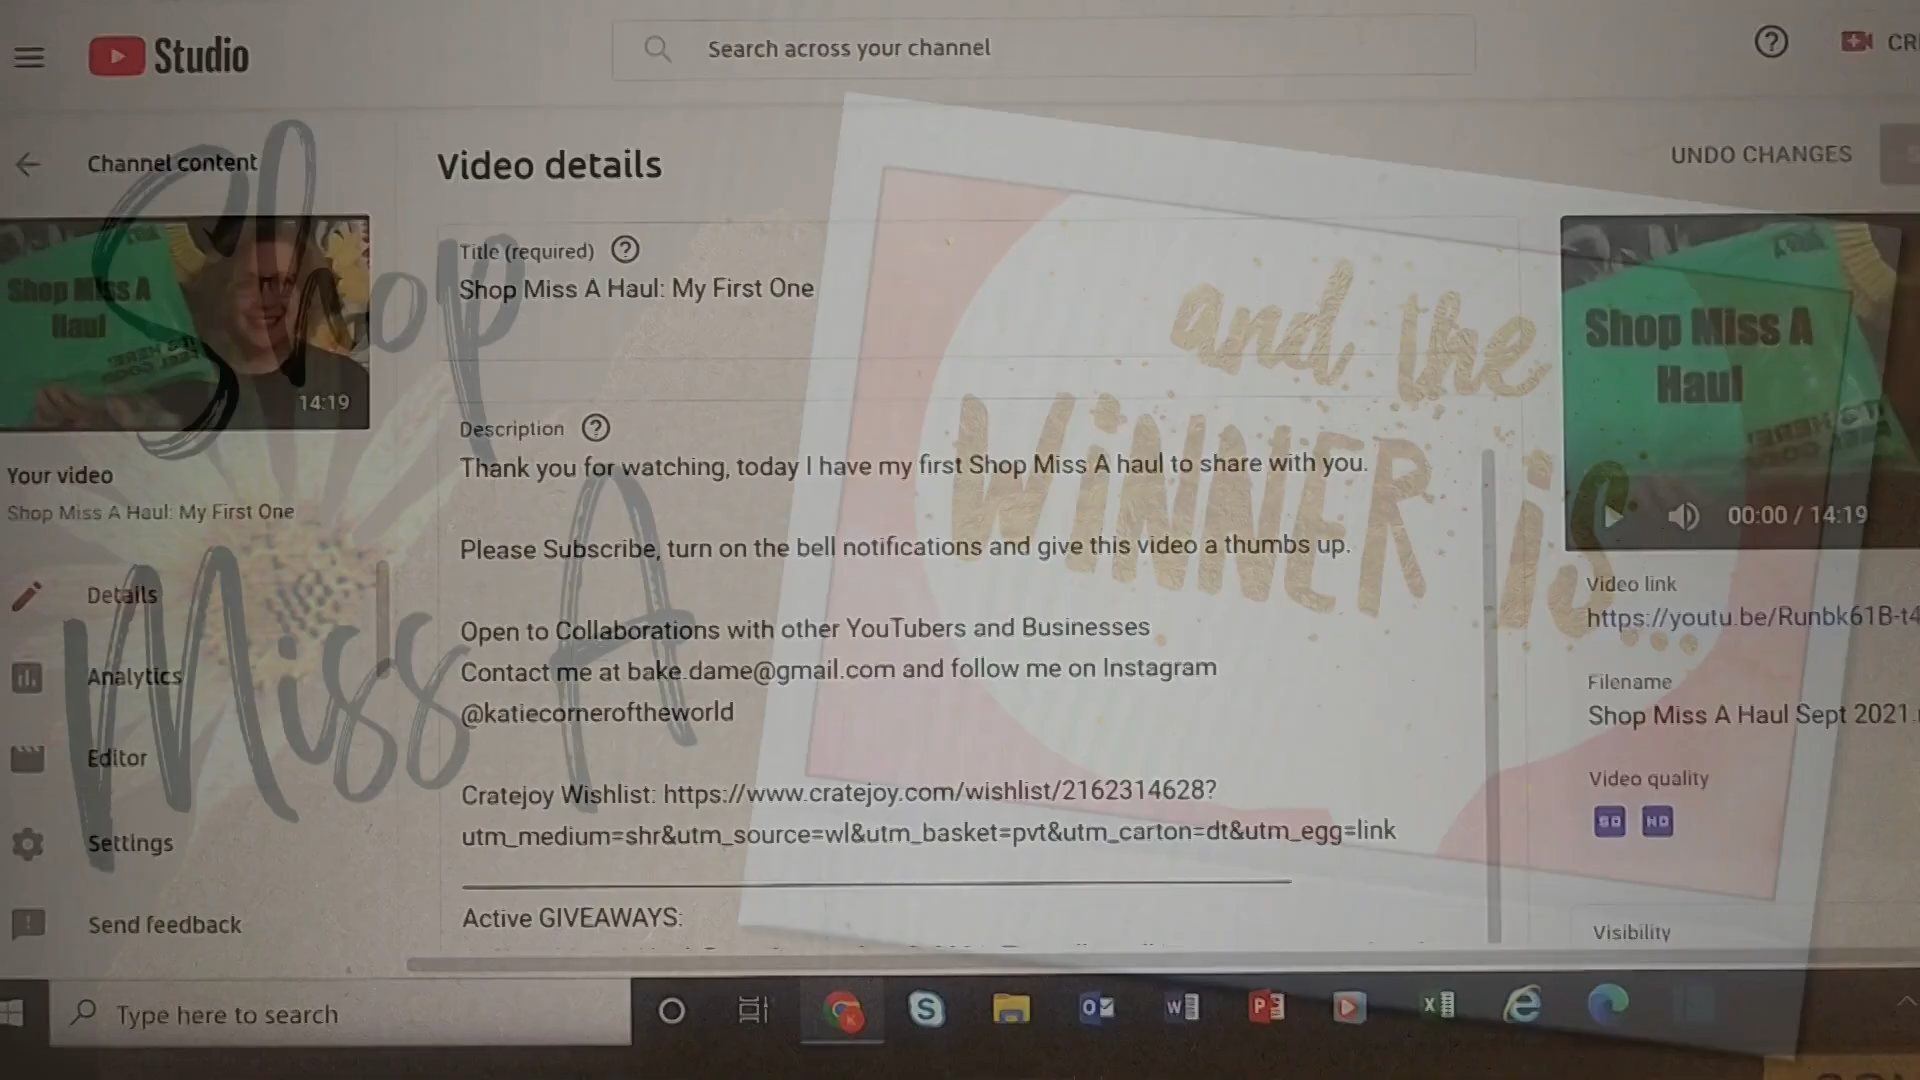 Studio
Search across your channel
Channel content
Video details
UNDO CHANGES
Shop
Miss A
and the
WINNER is...
Shop Miss A
Haul
14:19
Your video
Shop Miss A Haul: My First One
Details
Analytics
Editor
Settings
Send feedback
Title (required)
Shop Miss A Haul: My First One
Description
Thank you for watching, today I have my first Shop Miss A haul to share with you.
Please Subscribe, turn on the bell notifications and give this video a thumbs up.
Open to Collaborations with other YouTubers and Businesses
Contact me at bake.dame@gmail.com and follow me on Instagram
@katiecorneroftheworld
Cratejoy Wishlist: https://www.cratejoy.com/wishlist/2162314628?
utm_medium=shr&utm_source=wl&utm_basket=pvt&utm_carton=dt&utm_egg=link
Active GIVEAWAYS:
Shop Miss A
Haul
00:00 / 14:19
Video link
https://youtu.be/Runbk61B-t4
Filename
Shop Miss A Haul Sept 2021
Video quality
SD HD
Visibility
Type here to search